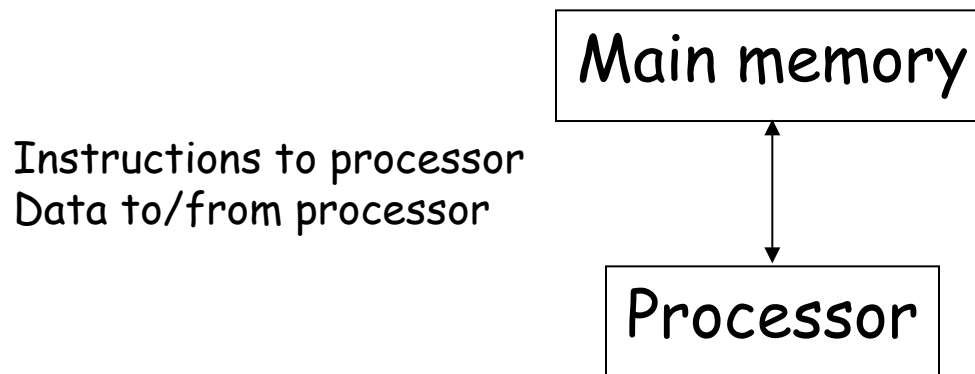 Main memory
Instructions to processor
Data to/from processor
Processor